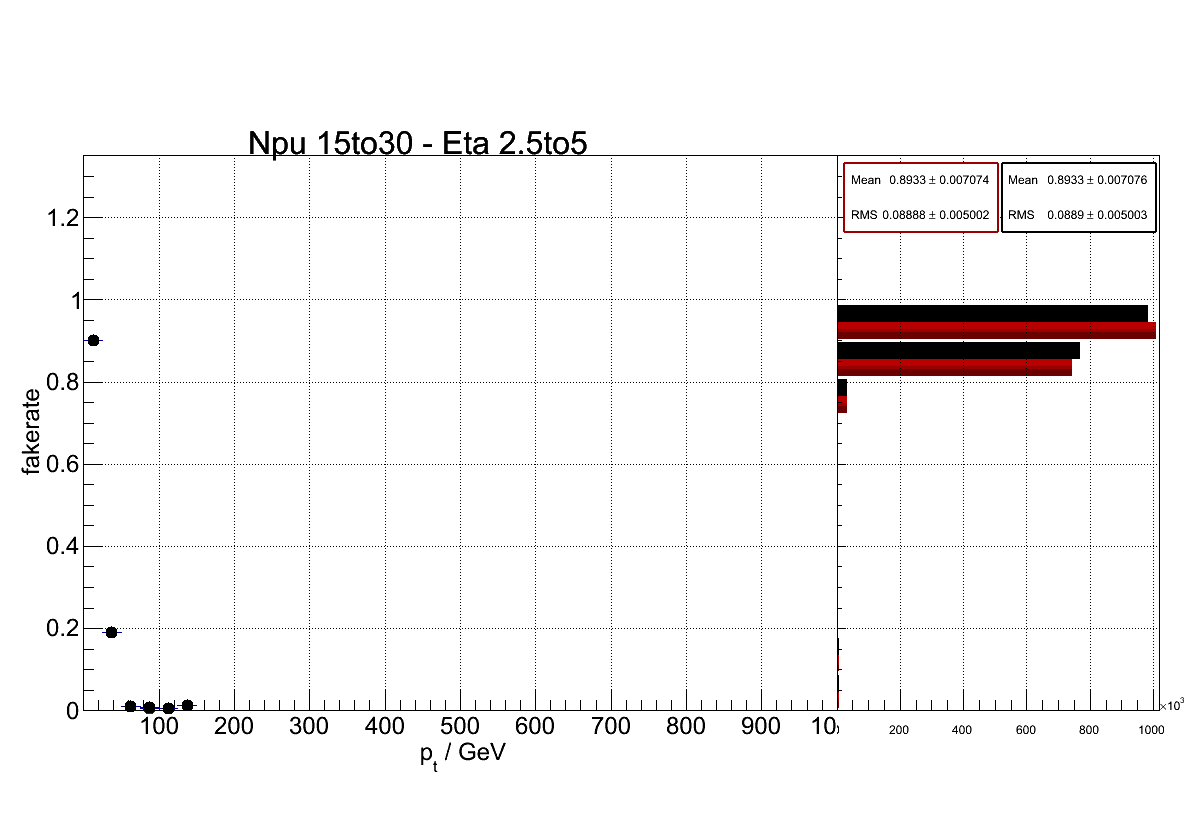 Npu 15to30 - Eta 2.5to5
Mean 0.8933 ± 0.007074
RMS 0.08888 ± 0.005002
Mean 0.8933 ± 0.007076
RMS 0.0889 ± 0.005003
fakerate
1.2
1
0.8
0.6
0.4
0.2
0
100 200 300 400 500 600 700 800 900 10
p_t / GeV
200 400 600 800 1000
×10³